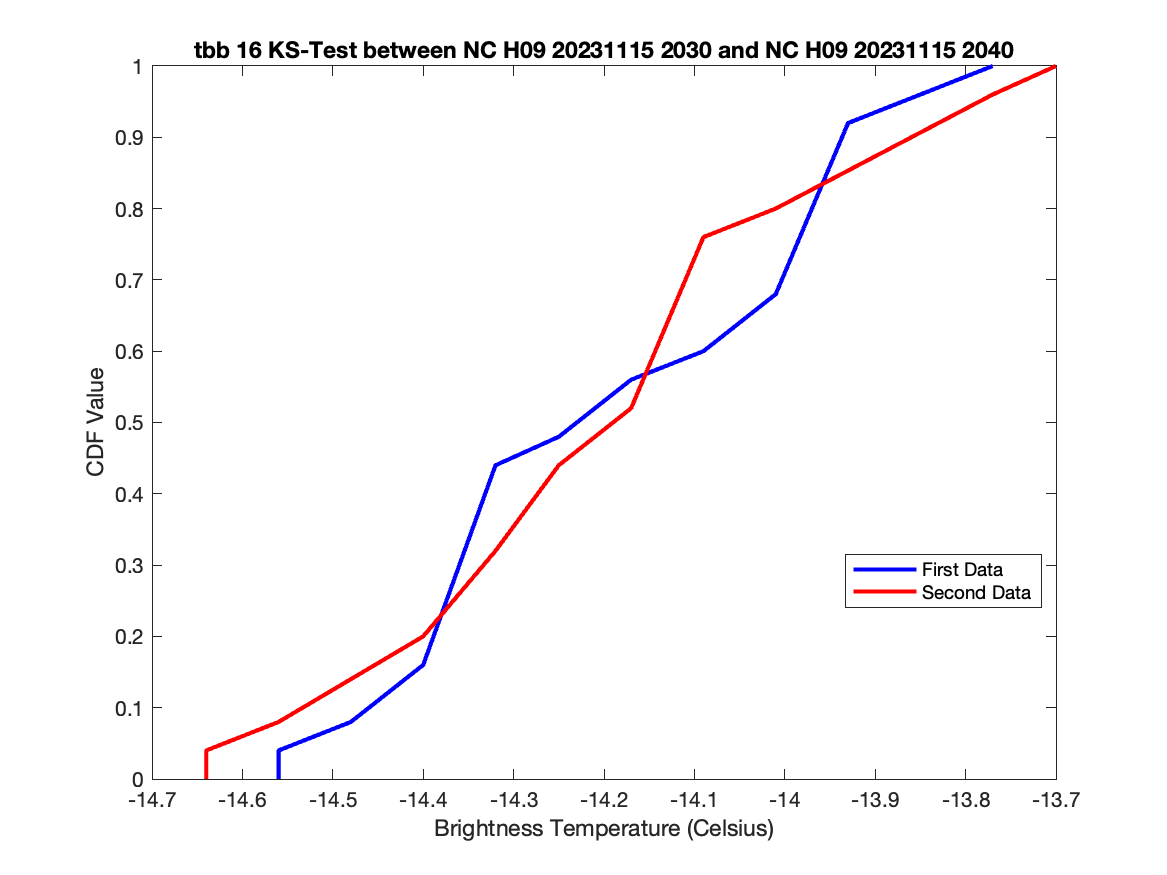 tbb 16 KS-Test between NC H09 20231115 2030 and NC H09 20231115 2040
1
0.9
0.8
0.7
0.6
0.5
0.4
0.3
0.2
0.1
0
CDF Value
First Data
Second Data
-14.7 -14.6 -14.5 -14.4 -14.3 -14.2 -14.1 -14 -13.9 -13.8 -13.7
Brightness Temperature (Celsius)